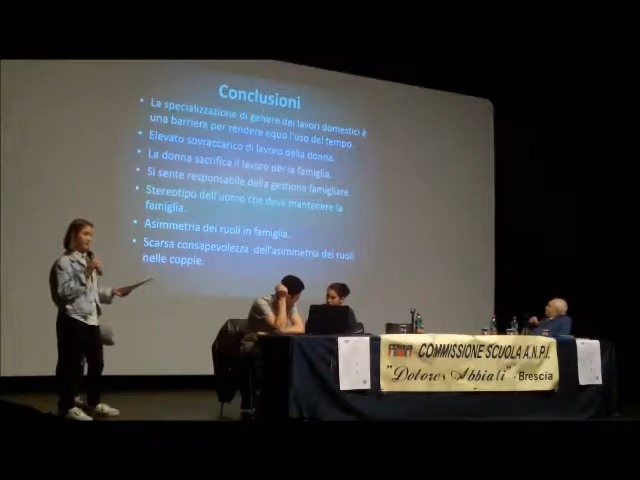 Conclusioni
• La specializzazione di genere dei lavori domestici è
una barriera per rendere equo l'uso del tempo.
• Elevato sovraccarico di lavoro della donna.
• La donna sacrifica il lavoro per la famiglia.
• Si sente responsabile della gestione famigliare.
• Stereotipo dell'uomo che deve mantenere la
famiglia.
• Asimmetria dei ruoli in famiglia.
• Scarsa consapevolezza dell'asimmetria dei ruoli
nelle coppie.
COMMISSIONE SCUOLA A.N.P.I.
"Dolores Abbiati" - Brescia